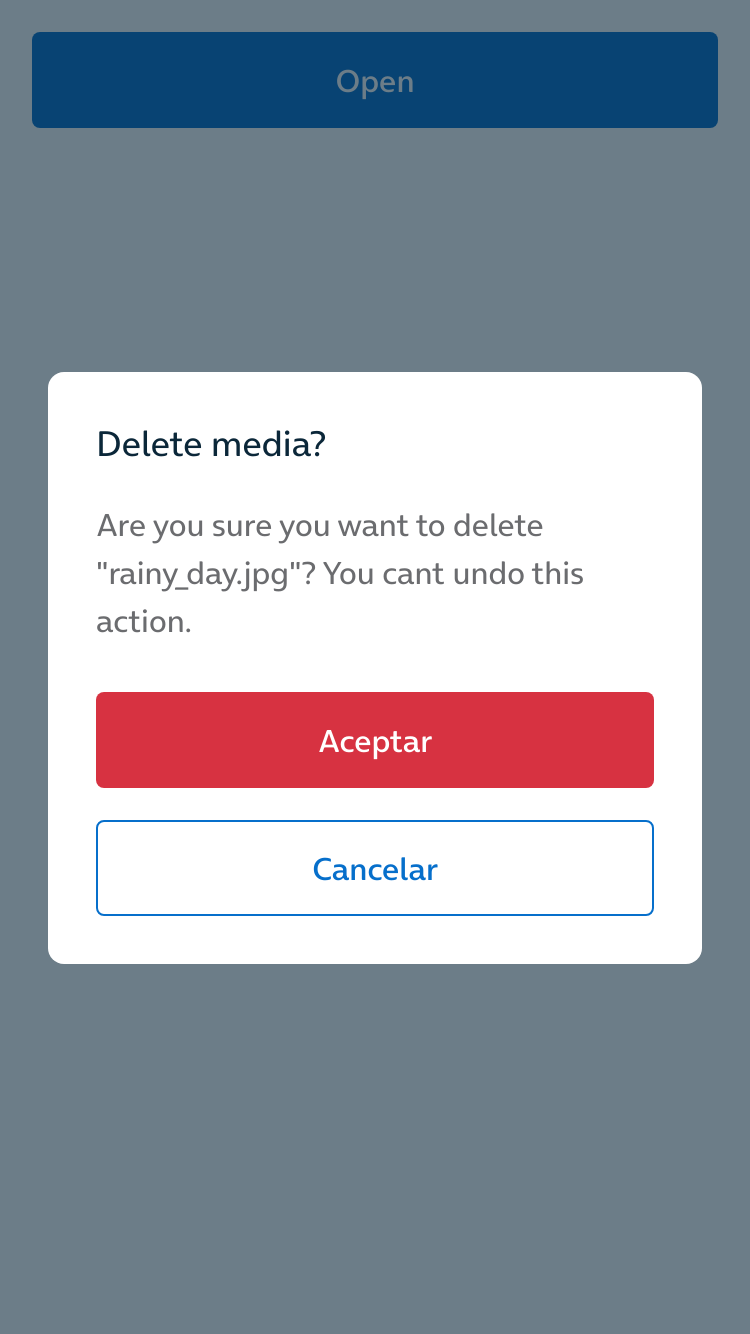 Open
Delete media?
Are you sure you want to delete
"rainy_day.jpg"? You cant undo this
action.
Aceptar
Cancelar